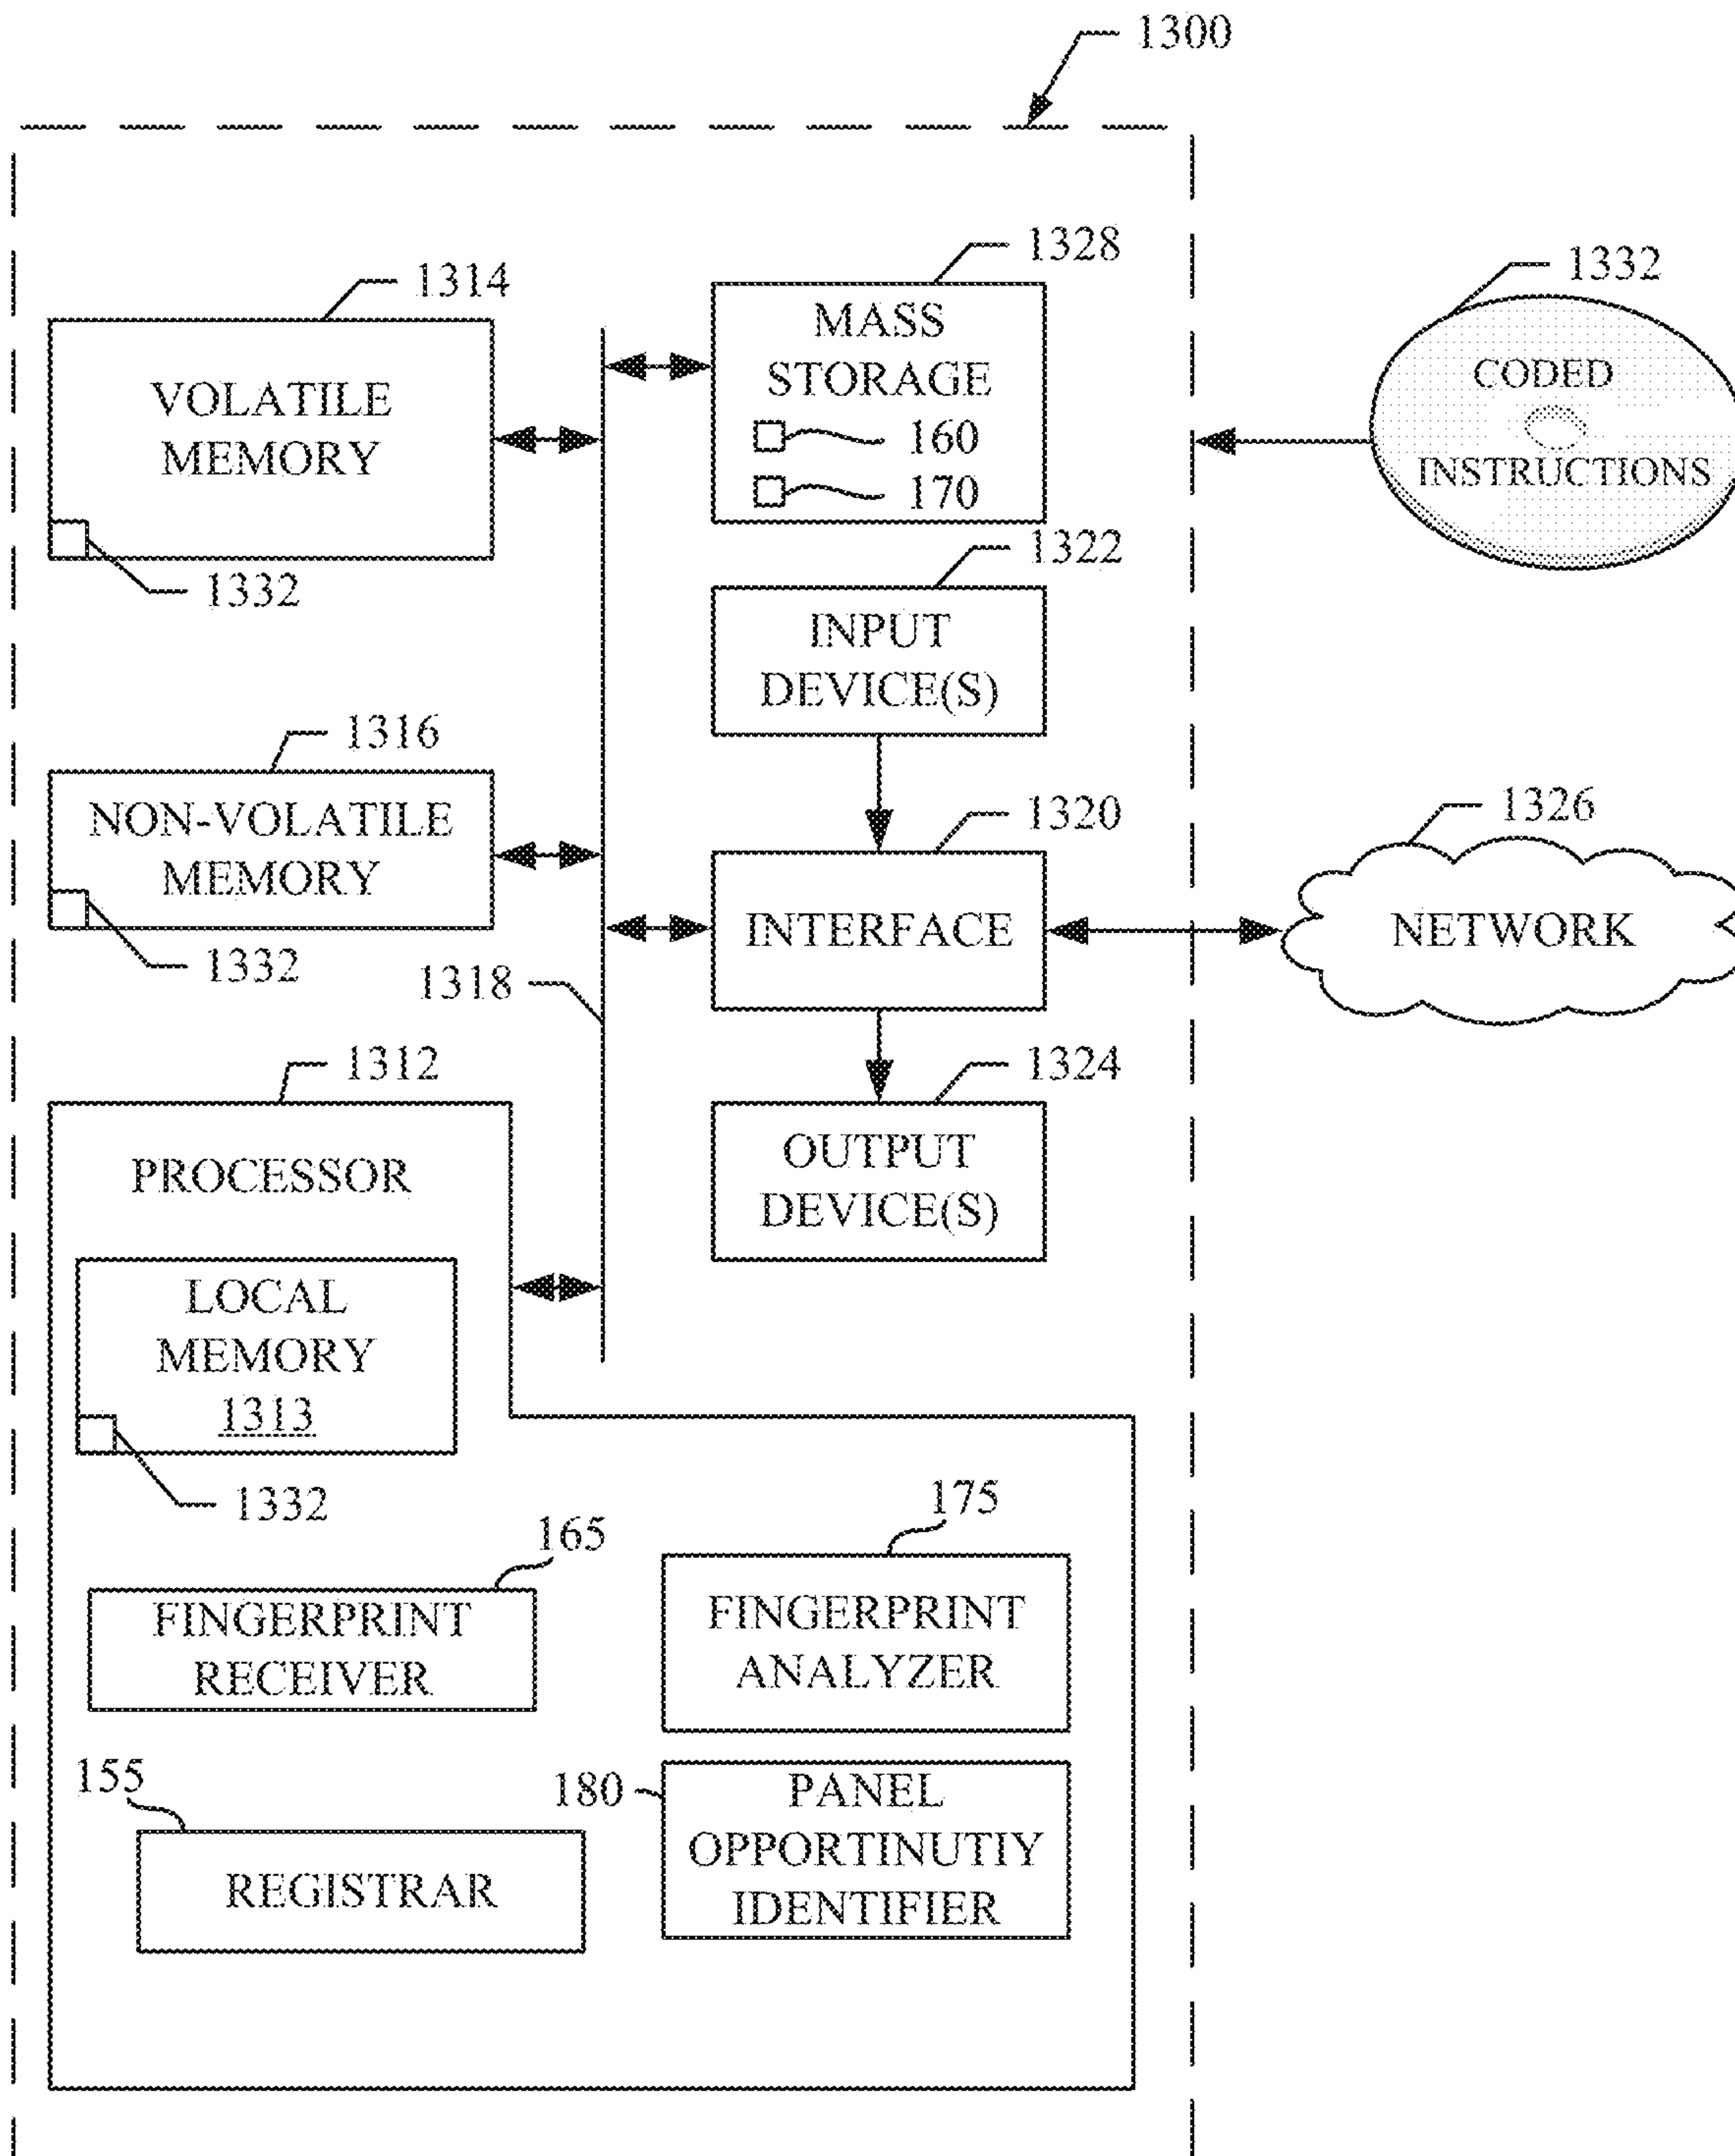 1300
1328
1332
1314
MASS
STORAGE
160
170
VOLATILE
MEMORY
1332
CODED
INSTRUCTIONS
1322
INPUT
DEVICE(S)
1316
NON-VOLATILE
MEMORY
1332
1320
INTERFACE
1326
NETWORK
1318
1312
1324
OUTPUT
DEVICE(S)
PROCESSOR
LOCAL
MEMORY
1313
1332
165
FINGERPRINT
RECEIVER
175
FINGERPRINT
ANALYZER
155
REGISTRAR
180
PANEL
OPPORTINUTIY
IDENTIFIER